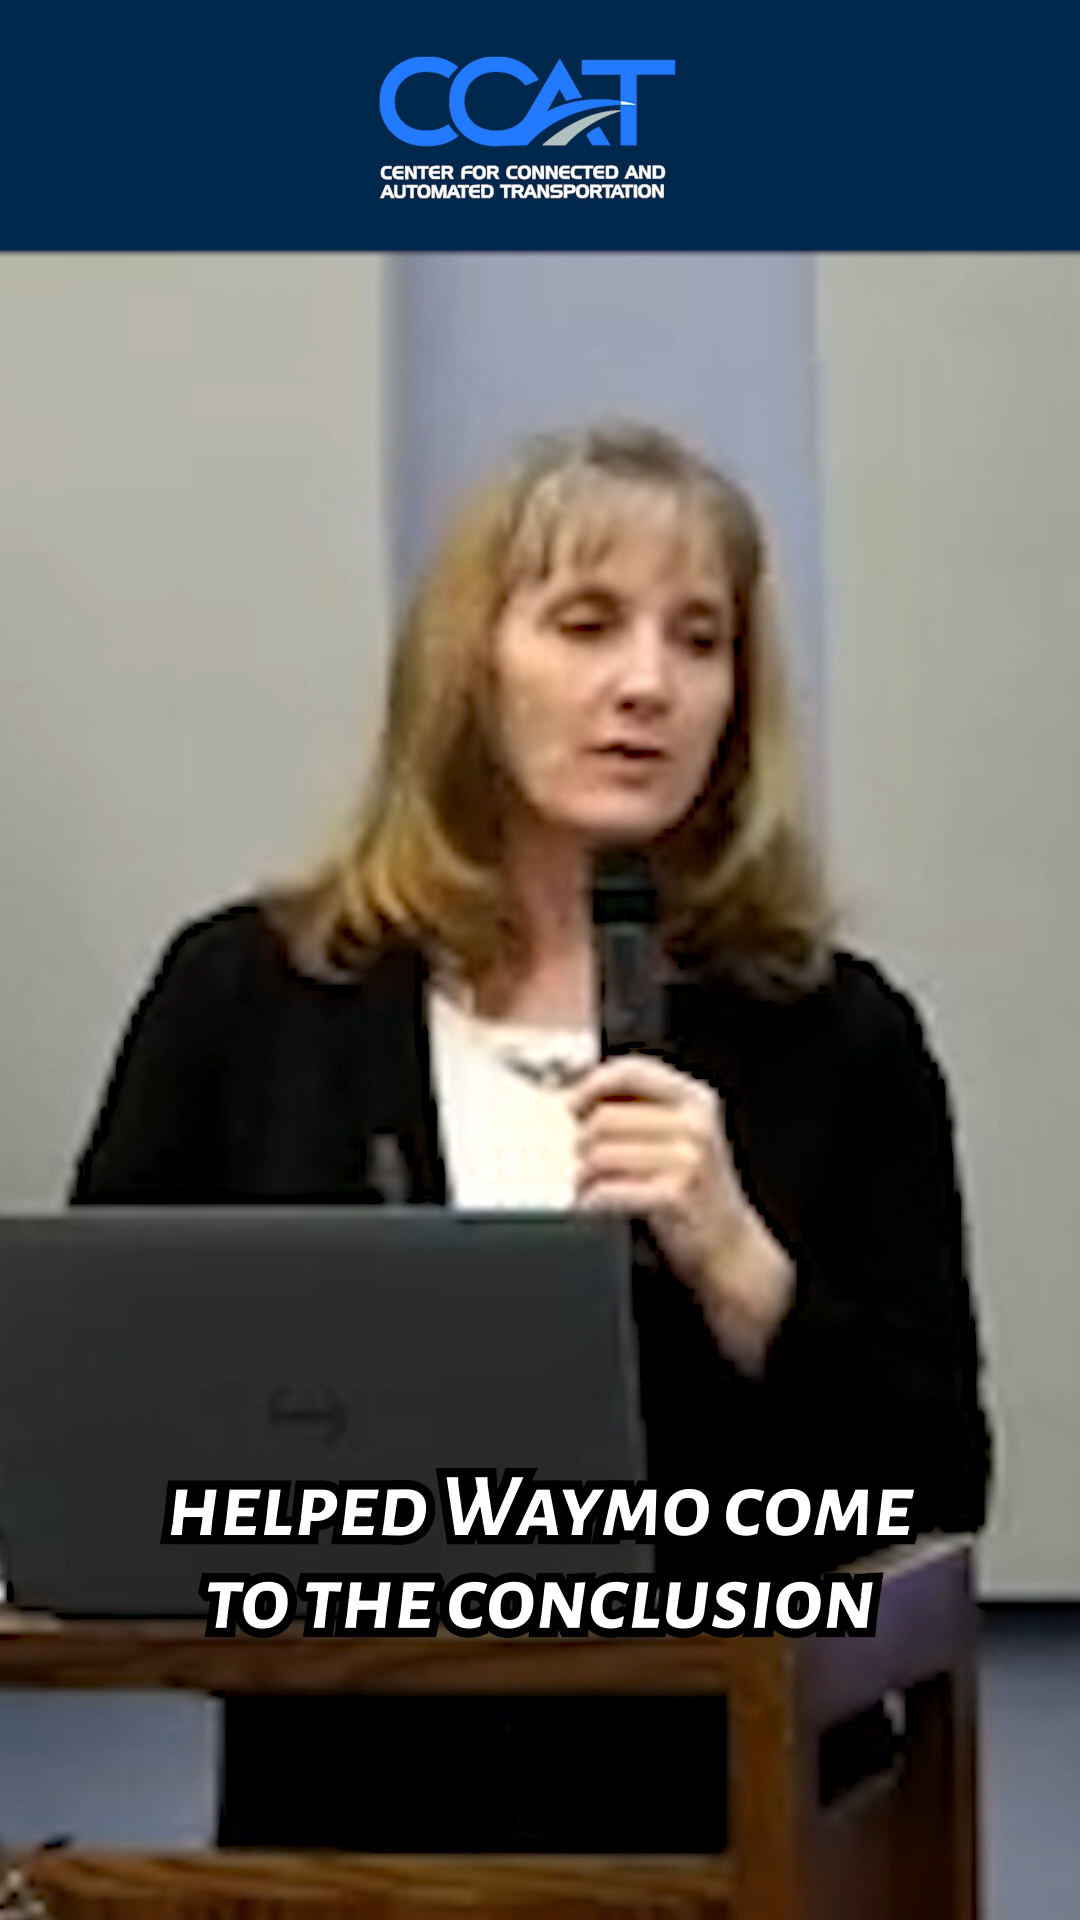 CCAT
CENTER FOR CONNECTED AND
AUTOMATED TRANSPORTATION
HELPED WAYMO COME
TO THE CONCLUSION